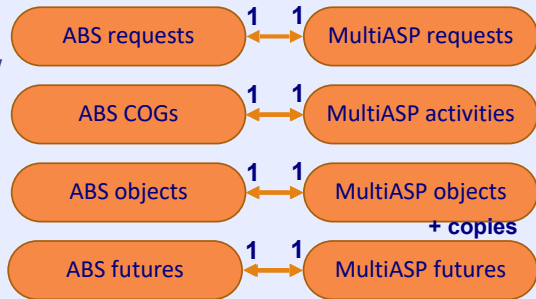 1 1
ABS requests MultiASP requests
1 1
ABS COGs MultiASP activities
1 1
ABS objects MultiASP objects
+ copies
1 1
ABS futures MultiASP futures